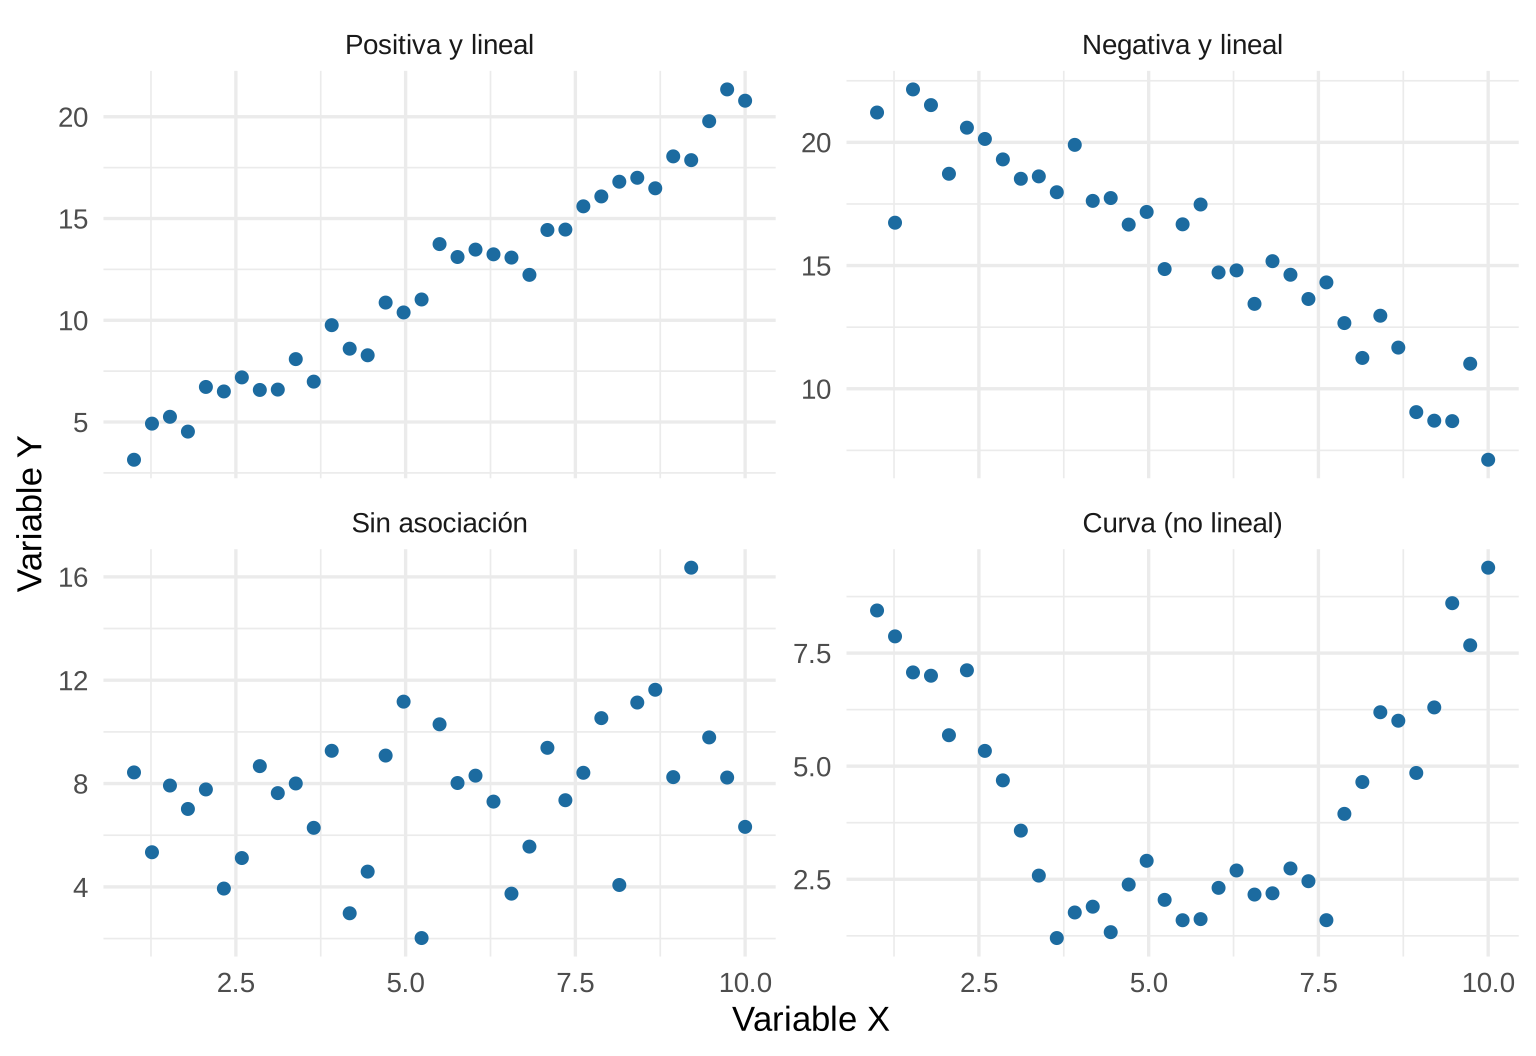 Positiva y lineal
Negativa y lineal
20
15
10
5
20
15
10
Variable Y
Sin asociación
Curva (no lineal)
16
12
8
4
7.5
5.0
2.5
2.5 5.0 7.5 10.0
2.5 5.0 7.5 10.0
Variable X